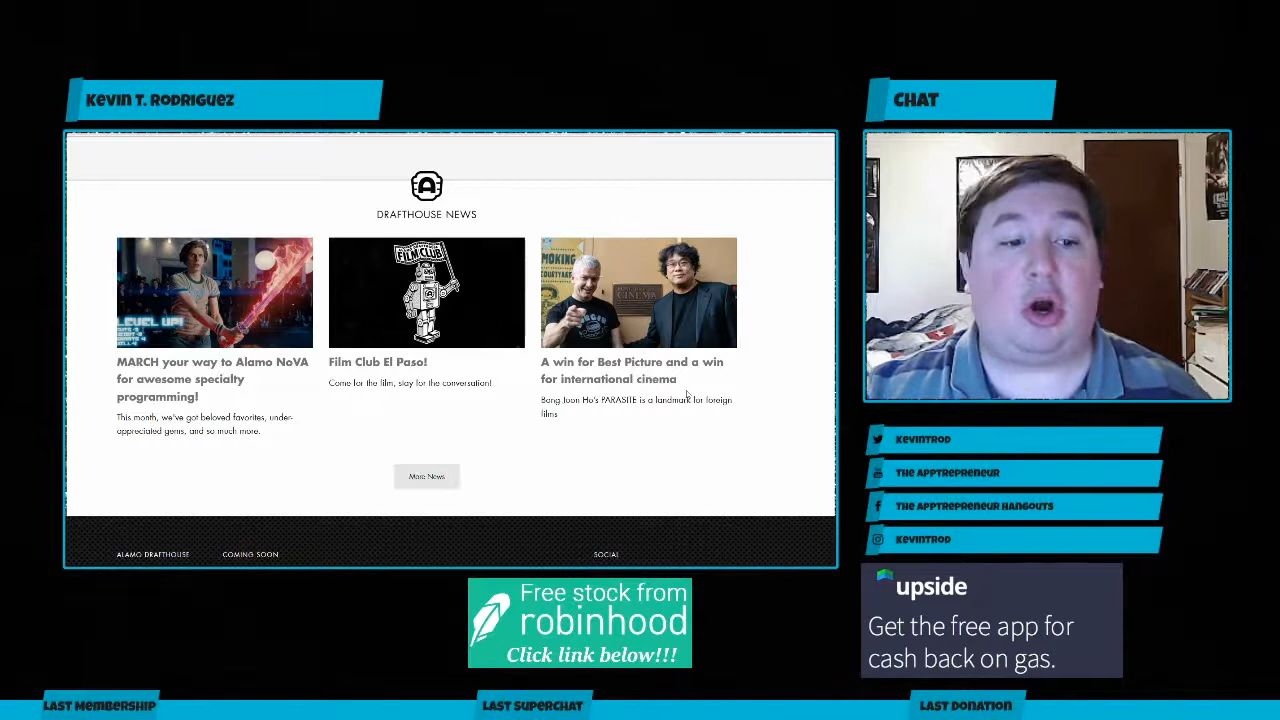 Kevin T. Rodriguez
CHAT
DRAFTHOUSE NEWS
FILM CLUB
SMOKING
COURTYARD
CINEMA
LEVEL UP!
MARCH your way to Alamo NoVA
for awesome specialty
programming!
This month, we've got beloved favorites, under-
appreciated gems, and so much more.
Film Club El Paso!
Come for the film, stay for the conversation!
A win for Best Picture and a win
for international cinema
Bong Joon Ho's PARASITE is a landmark for foreign
films
More News
ALAMO DRAFTHOUSE
COMING SOON
SOCIAL
KevinTRod
The Apptrepreneur
The Apptrepreneur Hangouts
KevinTRod
Free stock from
robinhood
Click link below!!!
upside
Get the free app for
cash back on gas.
Last Membership
Last Superchat
Last Donation